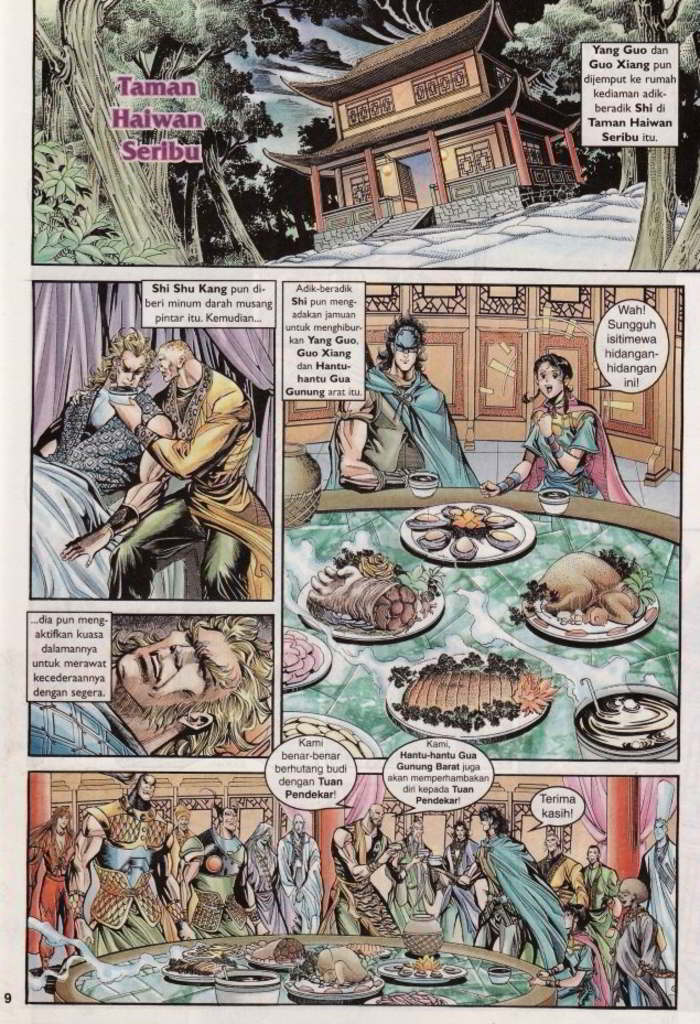 Taman
Haiwan
Seribu
Yang Guo dan
Guo Xiang pun
dijemput ke rumah
kediaman adik-
beradik Shi di
Taman Haiwan
Seribu itu.
Shi Shu Kang pun di-
beri minum darah musang
pintar itu. Kemudian...
Adik-beradik
Shi pun meng-
adakan jamuan
untuk menghibur-
kan Yang Guo,
Guo Xiang
dan Hantu-
hantu Gua
Gunung arat itu.
Wah!
Sungguh
isitimewa
hidangan-
hidangan
ini!
...dia pun meng-
aktifkan kuasa
dalamannya
untuk merawat
kecederaannya
dengan segera.
Kami
benar-benar
berhutang budi
dengan Tuan
Pendekar!
Kami,
Hantu-hantu Gua
Gunung Barat juga
akan memperhambakan
diri kepada Tuan
Pendekar!
Terima
kasih!
9